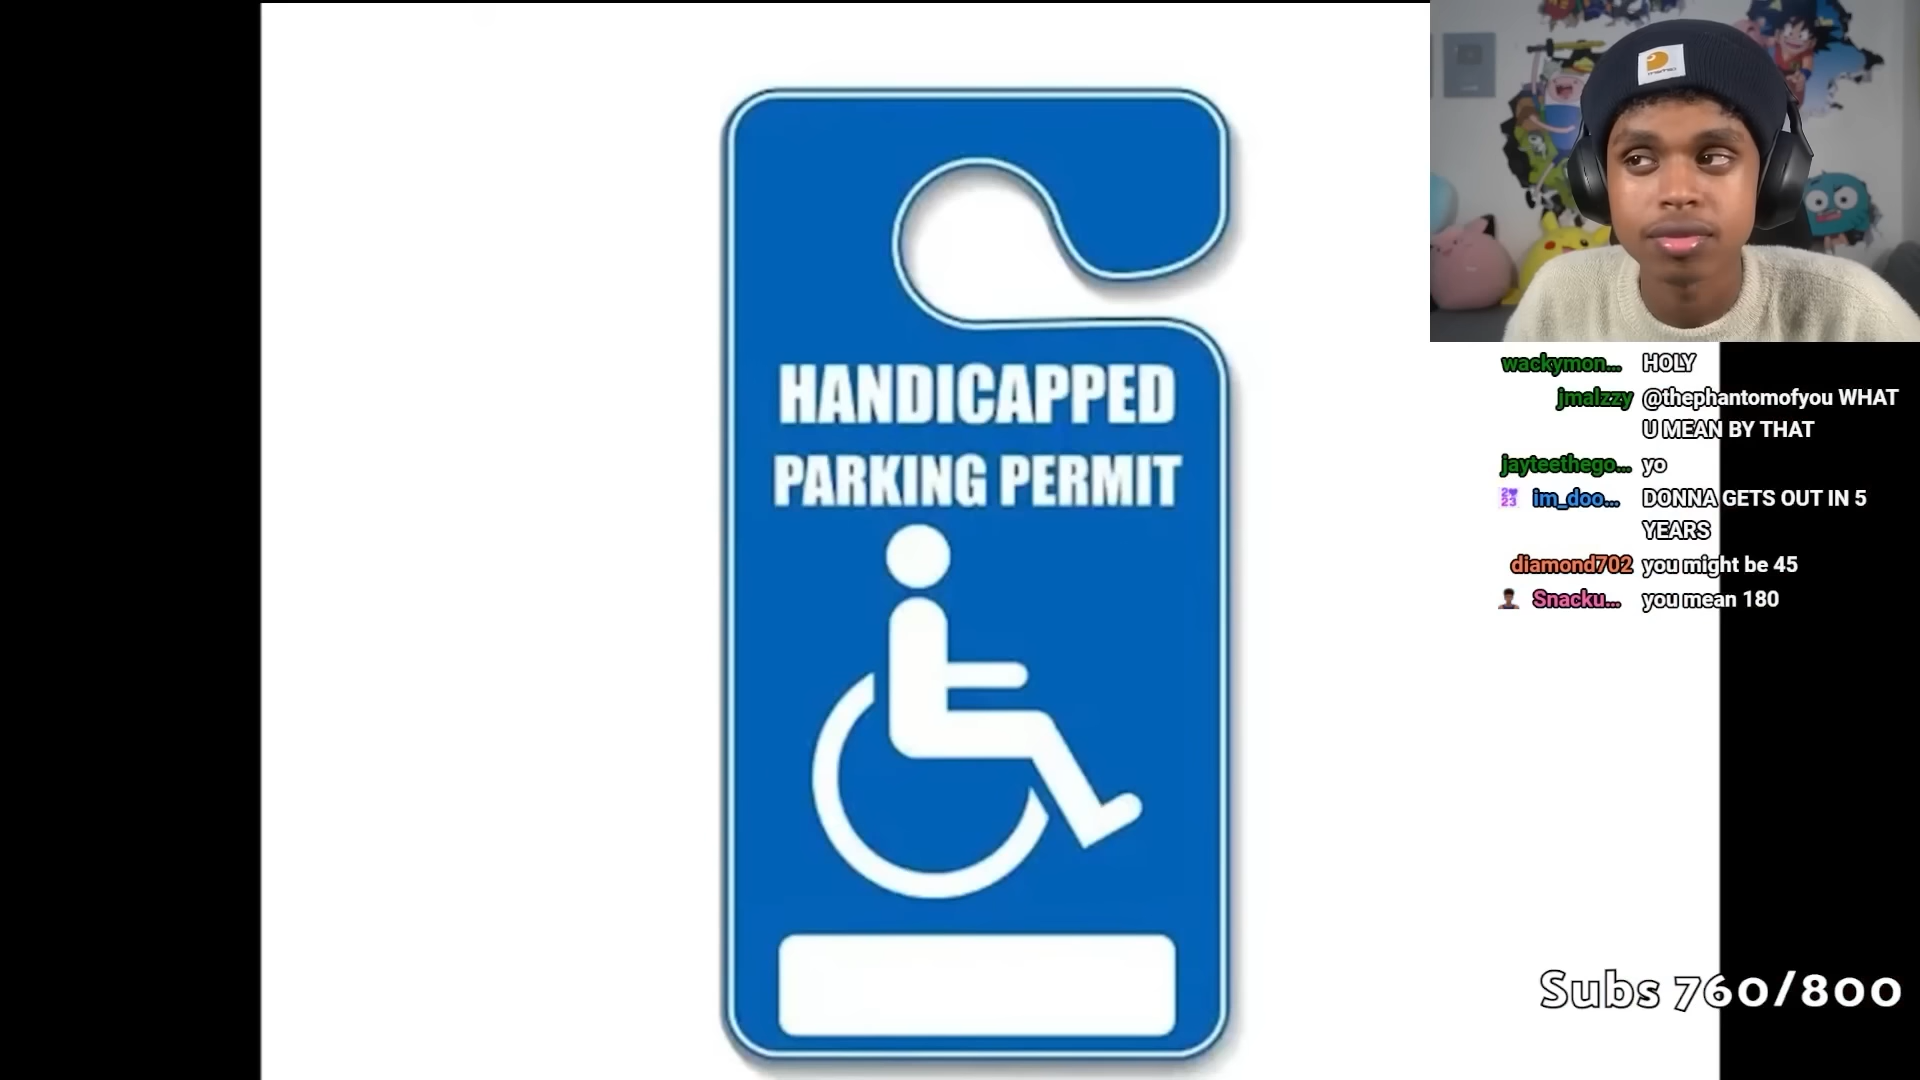 HANDICAPPED
PARKING PERMIT
wackymon... HOLY
jmalzzy @thephantomofyou WHAT
U MEAN BY THAT
jayteethego... yo
im_doo... DONNA GETS OUT IN 5
YEARS
diamond702 you might be 45
Snacku... you mean 180
Subs 760/800